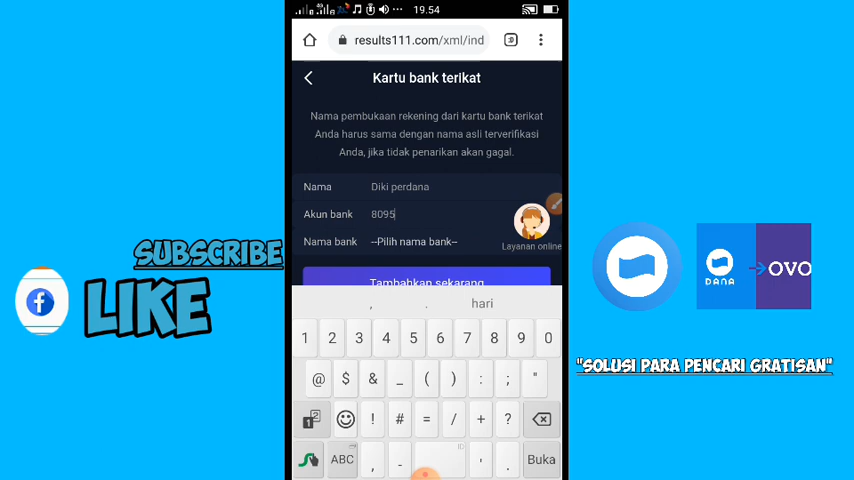 19.54
results111.com/xml/ind
Kartu bank terikat
Nama pembukaan rekening dari kartu bank terikat
Anda harus sama dengan nama asli terverifikasi
Anda, jika tidak penarikan akan gagal.
Nama Diki perdana
Akun bank 8095
Nama bank --Pilih nama bank--
Layanan online
Tambahkan sekarang
, . hari
1 2 3 4 5 6 7 8 9 0
@ $ & _ ( ) : ; "
1 2 ! # = / + ?
ABC , - ' . Buka
ID
SUBSCRIBE
LIKE
DANA OVO
"SOLUSI PARA PENCARI GRATISAN"